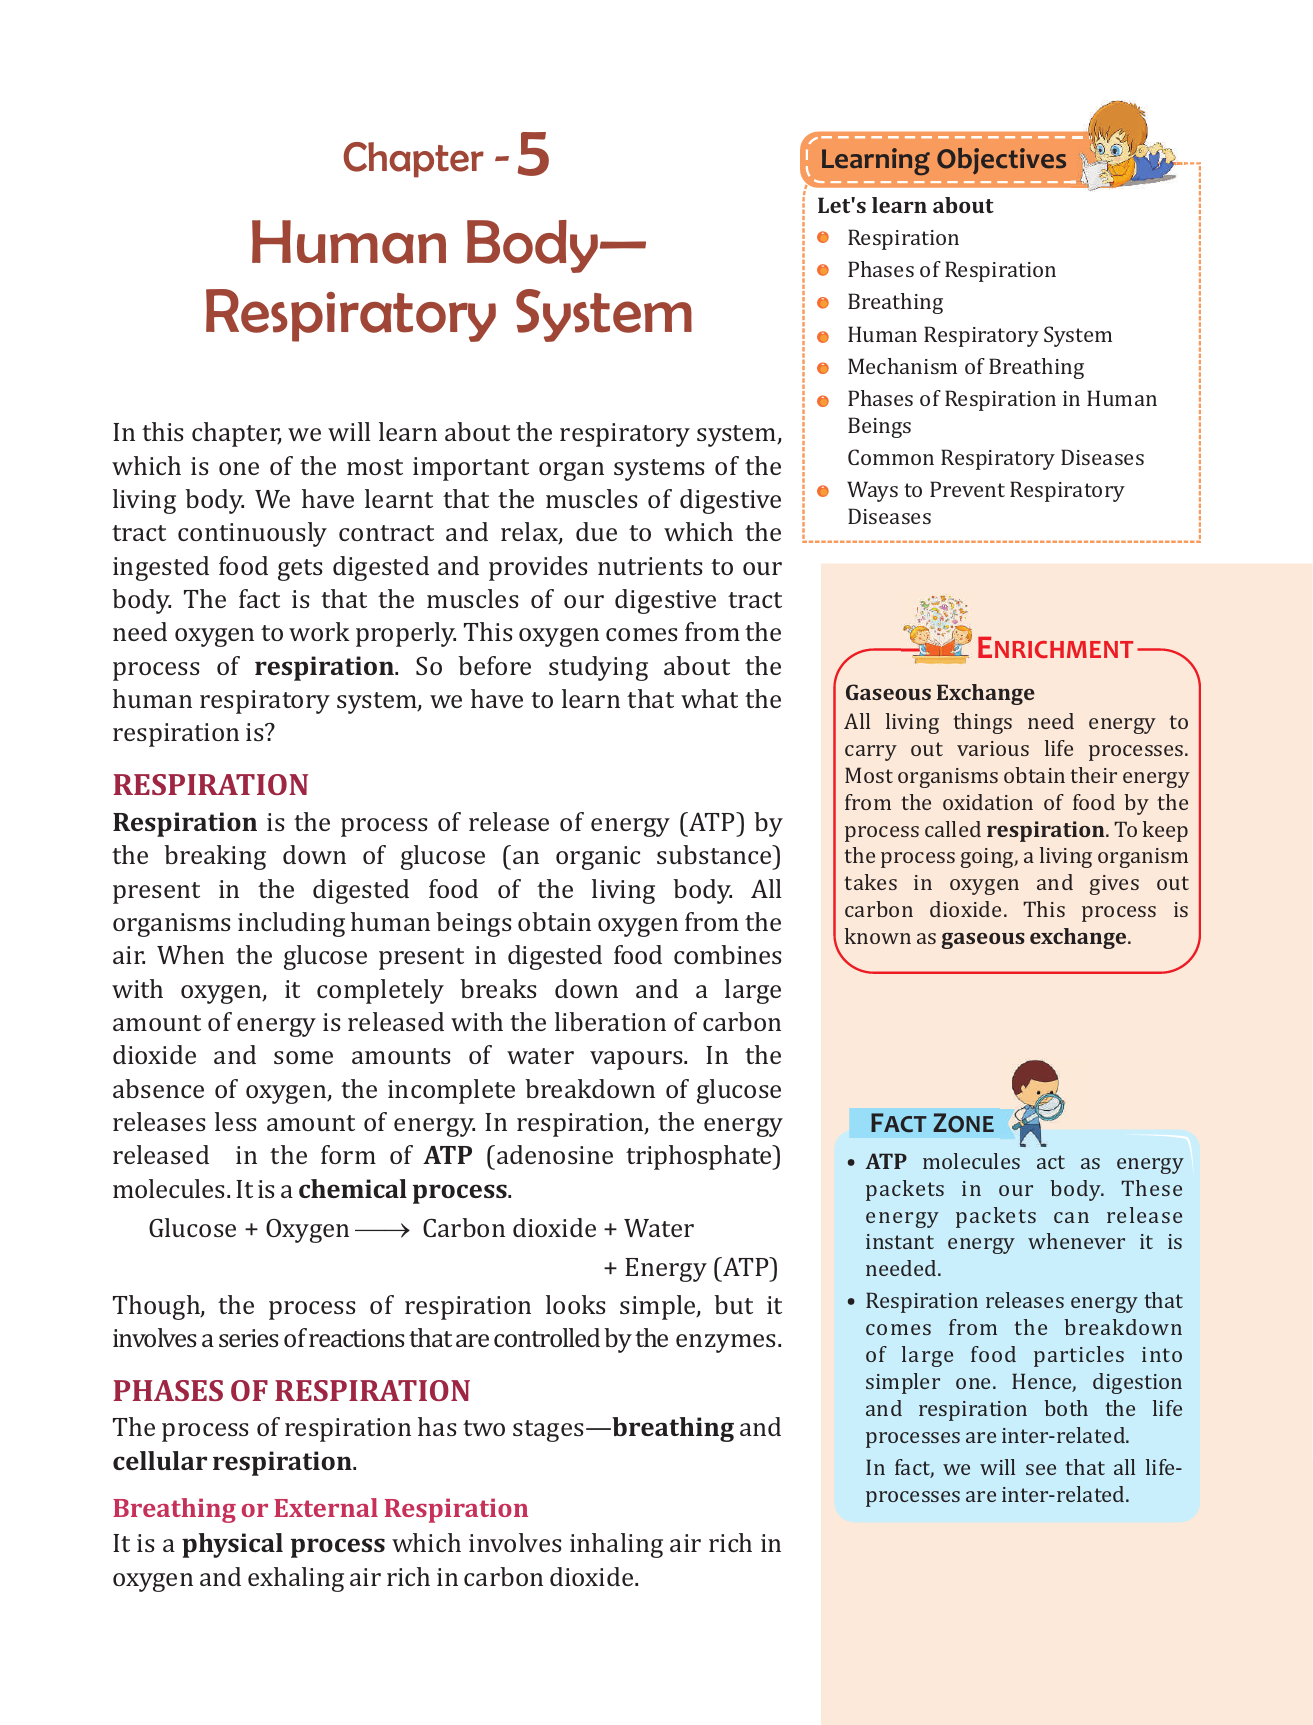 Chapter - 5
Human Body—
Respiratory System
In this chapter, we will learn about the respiratory system,
which is one of the most important organ systems of the
living body. We have learnt that the muscles of digestive
tract continuously contract and relax, due to which the
ingested food gets digested and provides nutrients to our
body. The fact is that the muscles of our digestive tract
need oxygen to work properly. This oxygen comes from the
process of respiration. So before studying about the
human respiratory system, we have to learn that what the
respiration is?
RESPIRATION
Respiration is the process of release of energy (ATP) by
the breaking down of glucose (an organic substance)
present in the digested food of the living body. All
organisms including human beings obtain oxygen from the
air. When the glucose present in digested food combines
with oxygen, it completely breaks down and a large
amount of energy is released with the liberation of carbon
dioxide and some amounts of water vapours. In the
absence of oxygen, the incomplete breakdown of glucose
releases less amount of energy. In respiration, the energy
released in the form of ATP (adenosine triphosphate)
molecules. It is a chemical process.
Glucose + Oxygen ⟶ Carbon dioxide + Water
+ Energy (ATP)
Though, the process of respiration looks simple, but it
involves a series of reactions that are controlled by the enzymes.
PHASES OF RESPIRATION
The process of respiration has two stages—breathing and
cellular respiration.
Breathing or External Respiration
It is a physical process which involves inhaling air rich in
oxygen and exhaling air rich in carbon dioxide.
Learning Objectives
Let's learn about
Respiration
Phases of Respiration
Breathing
Human Respiratory System
Mechanism of Breathing
Phases of Respiration in Human
Beings
Common Respiratory Diseases
Ways to Prevent Respiratory
Diseases
ENRICHMENT
Gaseous Exchange
All living things need energy to
carry out various life processes.
Most organisms obtain their energy
from the oxidation of food by the
process called respiration. To keep
the process going, a living organism
takes in oxygen and gives out
carbon dioxide. This process is
known as gaseous exchange.
FACT ZONE
• ATP molecules act as energy
packets in our body. These
energy packets can release
instant energy whenever it is
needed.
• Respiration releases energy that
comes from the breakdown
of large food particles into
simpler one. Hence, digestion
and respiration both the life
processes are inter-related.
In fact, we will see that all life-
processes are inter-related.